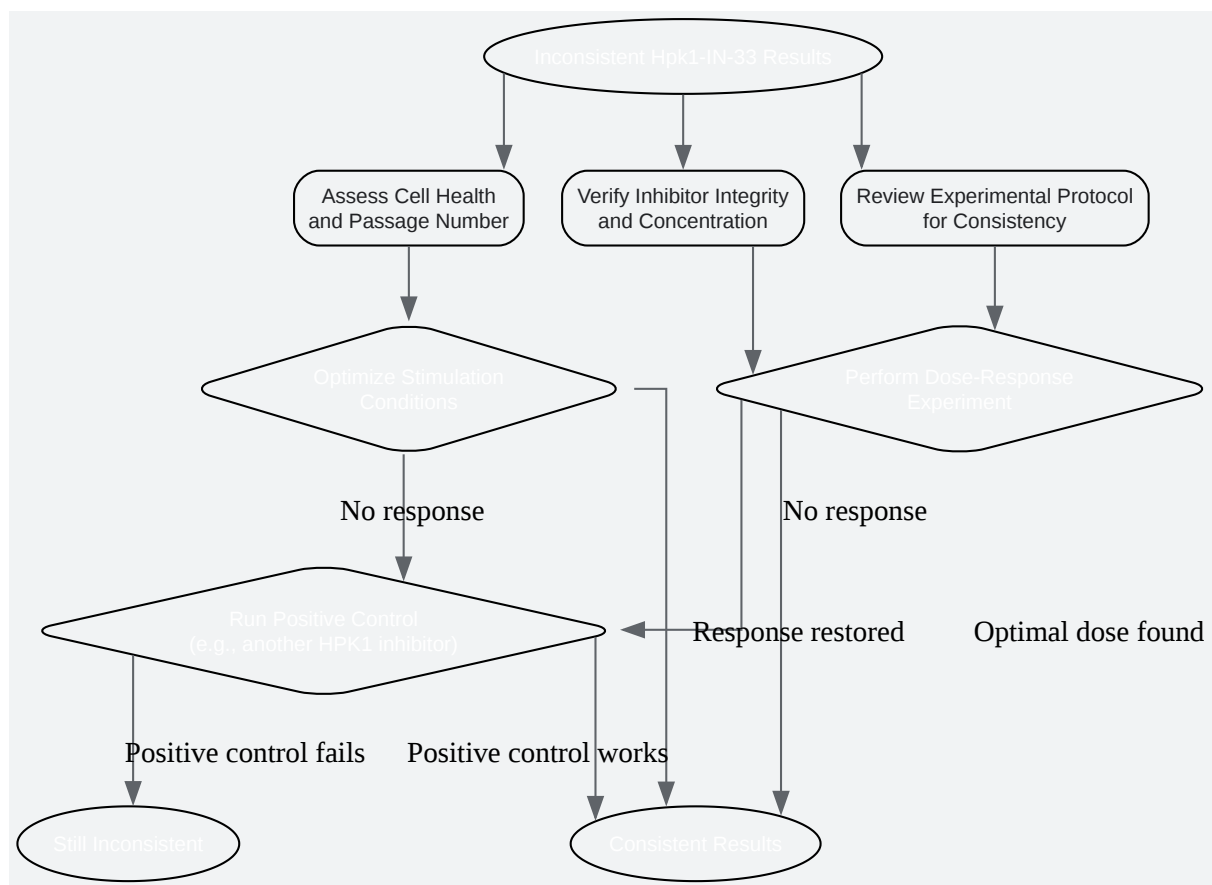 Inconsistent Hpk1-IN-33 Results
Assess Cell Health
and Passage Number
Verify Inhibitor Integrity
and Concentration
Review Experimental Protocol
for Consistency
Optimize Stimulation
Conditions
Perform Dose-Response
Experiment
No response
No response
Run Positive Control
(e.g., another HPK1 inhibitor)
Response restored
Optimal dose found
Positive control fails
Positive control works
Still Inconsistent
Consistent Results